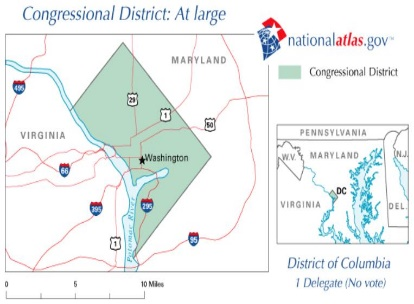 Congressional District: At large
nationalatlas.gov™
Congressional District
MARYLAND
VIRGINIA
495
29
1
50
66
Washington
395
295
95
1
Potomac River
0 5 10 Miles
PENNSYLVANIA
W.V.
MARYLAND
N.J.
DC
VIRGINIA
DEL.
District of Columbia
1 Delegate (No vote)